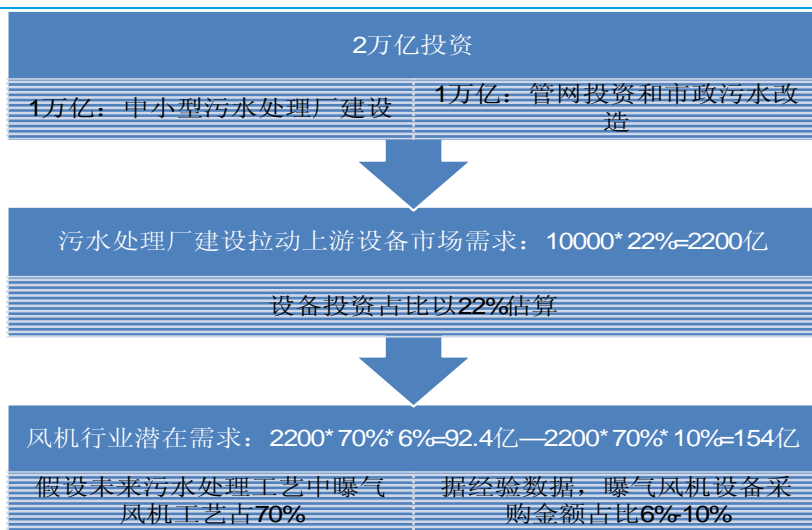 2万亿投资
1万亿：中小型污水处理厂建设
1万亿：管网投资和市政污水改
造
污水处理厂建设拉动上游设备市场需求：10000*22%=2200亿
设备投资占比以22%估算
风机行业潜在需求：2200*70%*6%=92.4亿—2200*70%*10%=154亿
假设未来污水处理工艺中曝气
风机工艺占70%
据经验数据，曝气风机设备采
购金额占比6%-10%